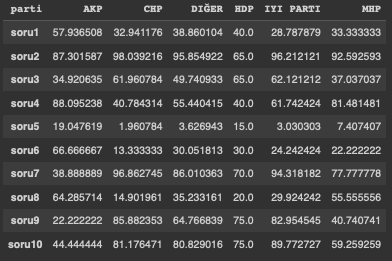 parti AKP CHP DIĞER HDP IYI PARTI MHP
soru1 57.936508 32.941176 38.860104 40.0 28.787879 33.333333
soru2 87.301587 98.039216 95.854922 65.0 96.212121 92.592593
soru3 34.920635 61.960784 49.740933 65.0 62.121212 37.037037
soru4 88.095238 40.784314 55.440415 40.0 61.742424 81.481481
soru5 19.047619 1.960784 3.626943 15.0 3.030303 7.407407
soru6 66.666667 13.333333 30.051813 30.0 24.242424 22.222222
soru7 38.888889 96.862745 86.010363 70.0 94.318182 77.777778
soru8 64.285714 14.901961 35.233161 20.0 29.924242 55.555556
soru9 22.222222 85.882353 64.766839 75.0 82.954545 40.740741
soru10 44.444444 81.176471 80.829016 75.0 89.772727 59.259259